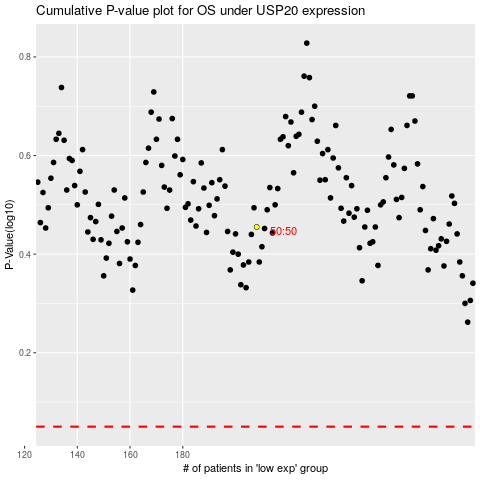 Cumulative P-value plot for OS under USP20 expression
P-Value(log10)
0.8
0.6
0.4
0.2
50:50
120 140 160 180
# of patients in 'low exp' group